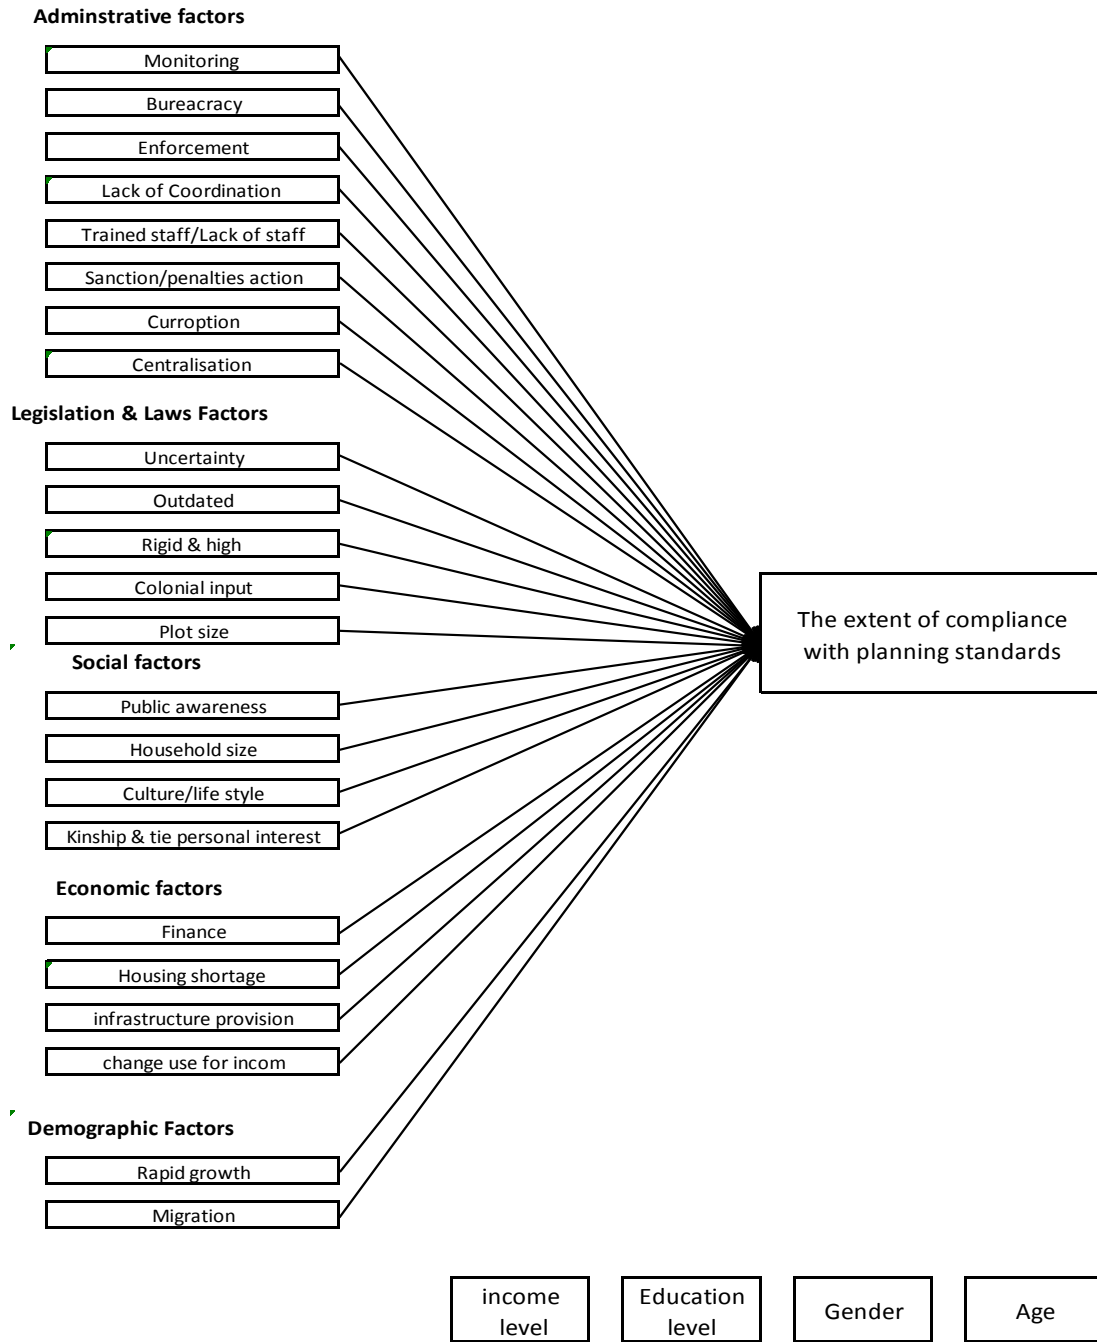 Adminstrative factors
Monitoring
Bureacracy
Enforcement
Lack of Coordination
Trained staff/Lack of staff
Sanction/penalties action
Curroption
Centralisation
Legislation & Laws Factors
Uncertainty
Outdated
Rigid & high
Colonial input
Plot size
Social factors
Public awareness
Household size
Culture/life style
Kinship & tie personal interest
Economic factors
Finance
Housing shortage
infrastructure provision
change use for incom
Demographic Factors
Rapid growth
Migration
The extent of compliance
with planning standards
income
level
Education
level
Gender
Age